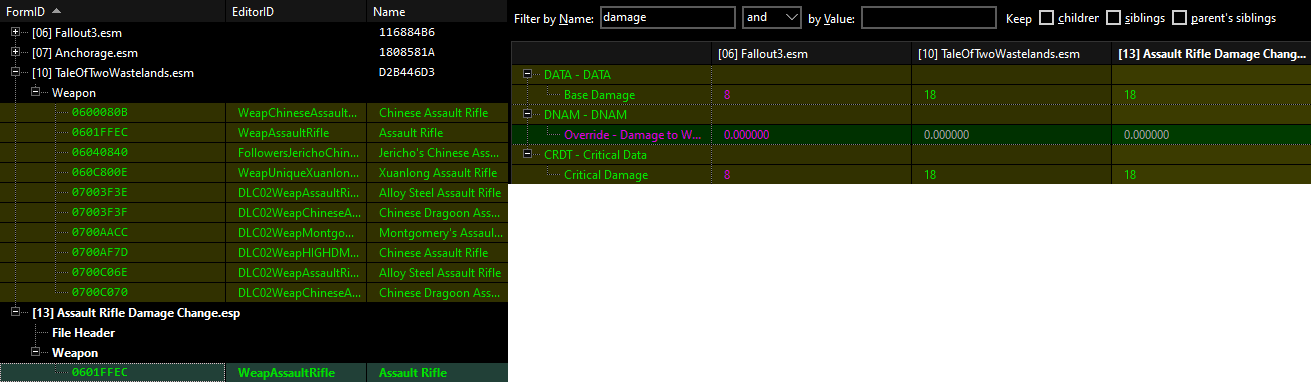 FormID EditorID Name
[06] Fallout3.esm 116884B6
[07] Anchorage.esm 1808581A
[10] TaleOfTwoWastelands.esm D2B446D3
Weapon
0600080B WeapChineseAssault... Chinese Assault Rifle
0601FFEC WeapAssaultRifle Assault Rifle
06040840 FollowersJerichoChin... Jericho's Chinese Ass...
060C800E WeapUniqueXuanlon... Xuanlong Assault Rifle
07003F3E DLC02WeapAssaultRi... Alloy Steel Assault Rifle
07003F3F DLC02WeapChineseA... Chinese Dragoon Ass...
0700AACC DLC02WeapMontgo... Montgomery's Assaul...
0700AF7D DLC02WeapHIGHDM... Chinese Assault Rifle
0700C06E DLC02WeapAssaultRi... Alloy Steel Assault Rifle
0700C070 DLC02WeapChineseA... Chinese Dragoon Ass...
[13] Assault Rifle Damage Change.esp
File Header
Weapon
0601FFEC WeapAssaultRifle Assault Rifle
Filter by Name: damage and by Value: Keep children siblings parent's siblings
[06] Fallout3.esm [10] TaleOfTwoWastelands.esm [13] Assault Rifle Damage Chang...
DATA - DATA
Base Damage 8 18 18
DNAM - DNAM
Override - Damage to W... 0.000000 0.000000 0.000000
CRDT - Critical Data
Critical Damage 8 18 18